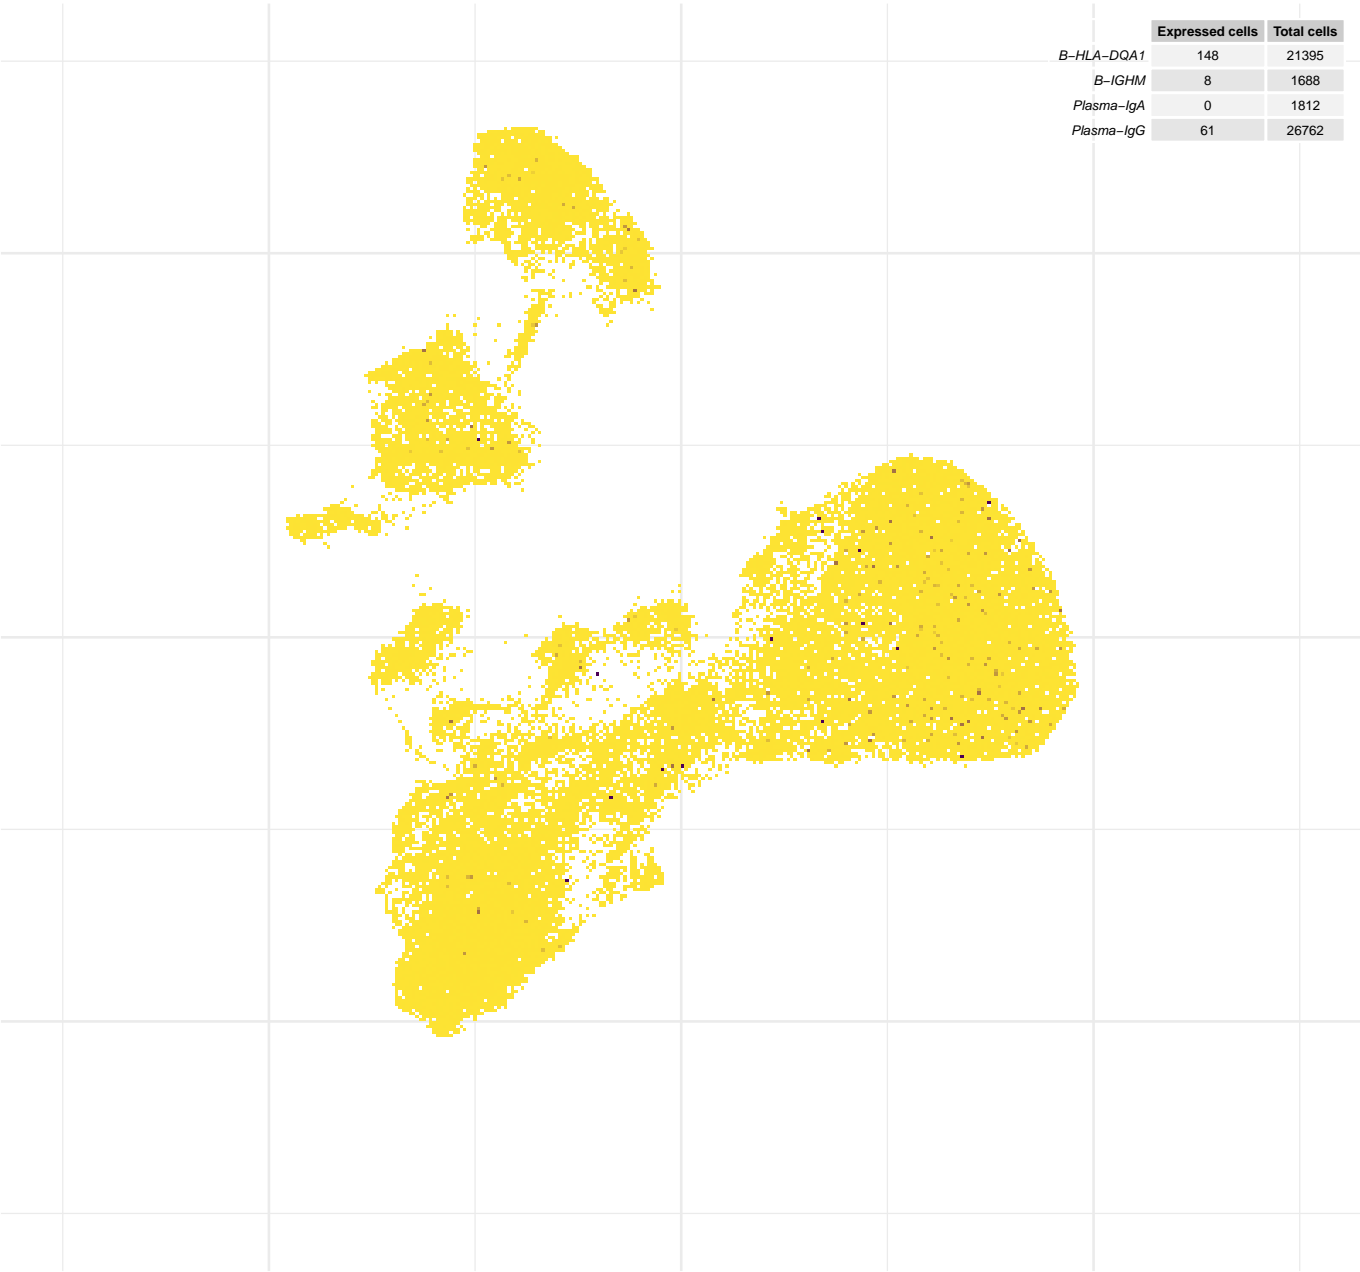 Expressed cells Total cells
B−HLA−DQA1 148 21395
B−IGHM 8 1688
Plasma−IgA 0 1812
Plasma−IgG 61 26762